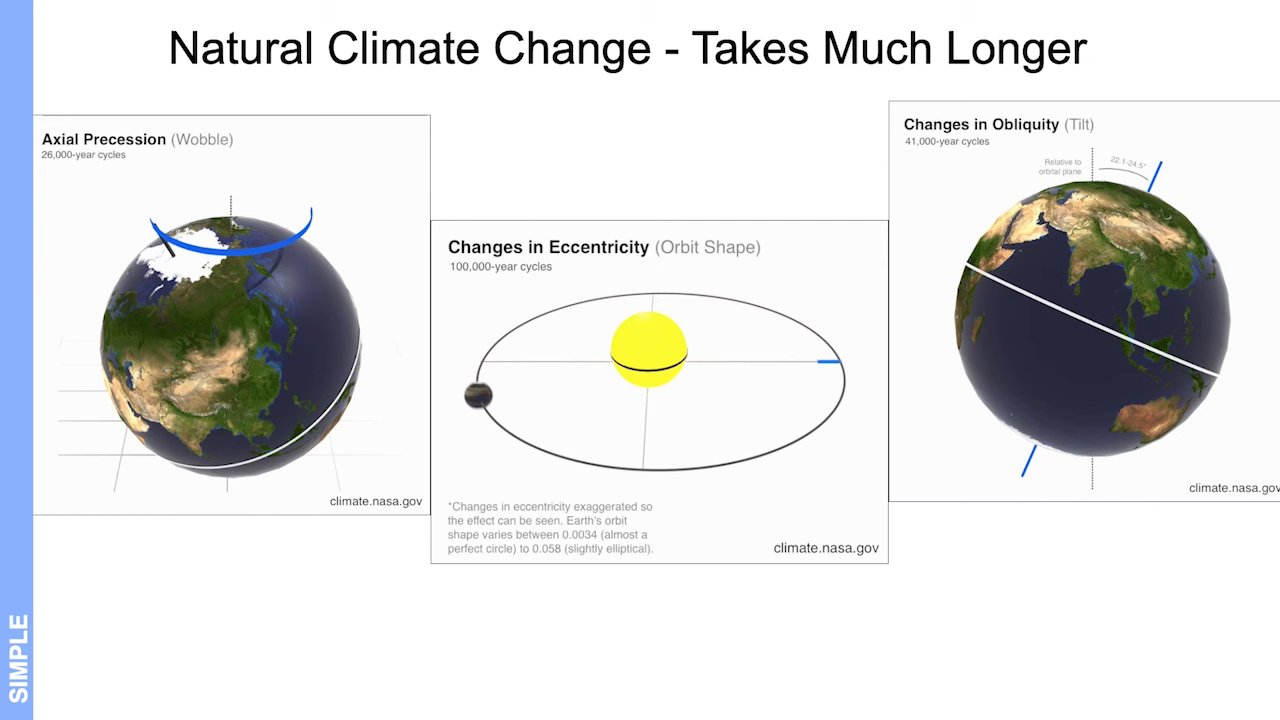 Natural Climate Change - Takes Much Longer
Axial Precession (Wobble)
26,000-year cycles
climate.nasa.gov
Changes in Eccentricity (Orbit Shape)
100,000-year cycles
*Changes in eccentricity exaggerated so
the effect can be seen. Earth's orbit
shape varies between 0.0034 (almost a
perfect circle) to 0.058 (slightly elliptical).
climate.nasa.gov
Changes in Obliquity (Tilt)
41,000-year cycles
Relative to
orbital plane
22.1-24.5°
climate.nasa.gov
SIMPLE